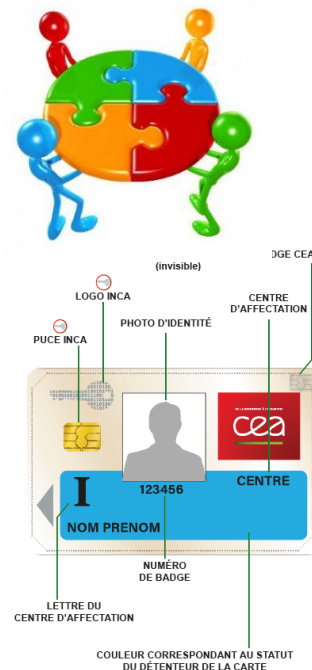 (invisible)
DGE CEA
LOGO INCA
CENTRE
D'AFFECTATION
PHOTO D'IDENTITÉ
PUCE INCA
cea
123456
CENTRE
I
NOM PRENOM
NUMÉRO
DE BADGE
LETTRE DU
CENTRE D'AFFECTATION
COULEUR CORRESPONDANT AU STATUT
DU DÉTENTEUR DE LA CARTE